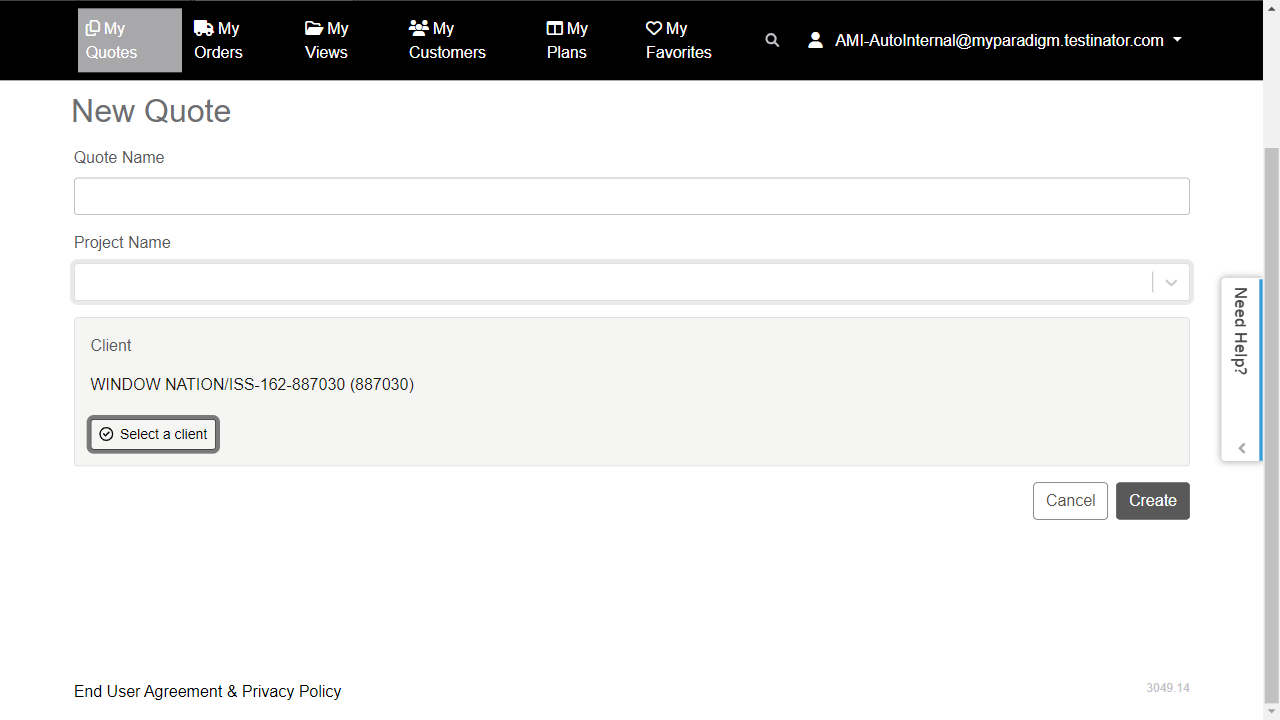 My Quotes
My Orders
My Views
My Customers
My Plans
My Favorites
AMI-AutoInternal@myparadigm.testinator.com
New Quote
Quote Name
Project Name
Client
WINDOW NATION/ISS-162-887030 (887030)
Select a client
Cancel
Create
Need Help?
End User Agreement & Privacy Policy
3049.14